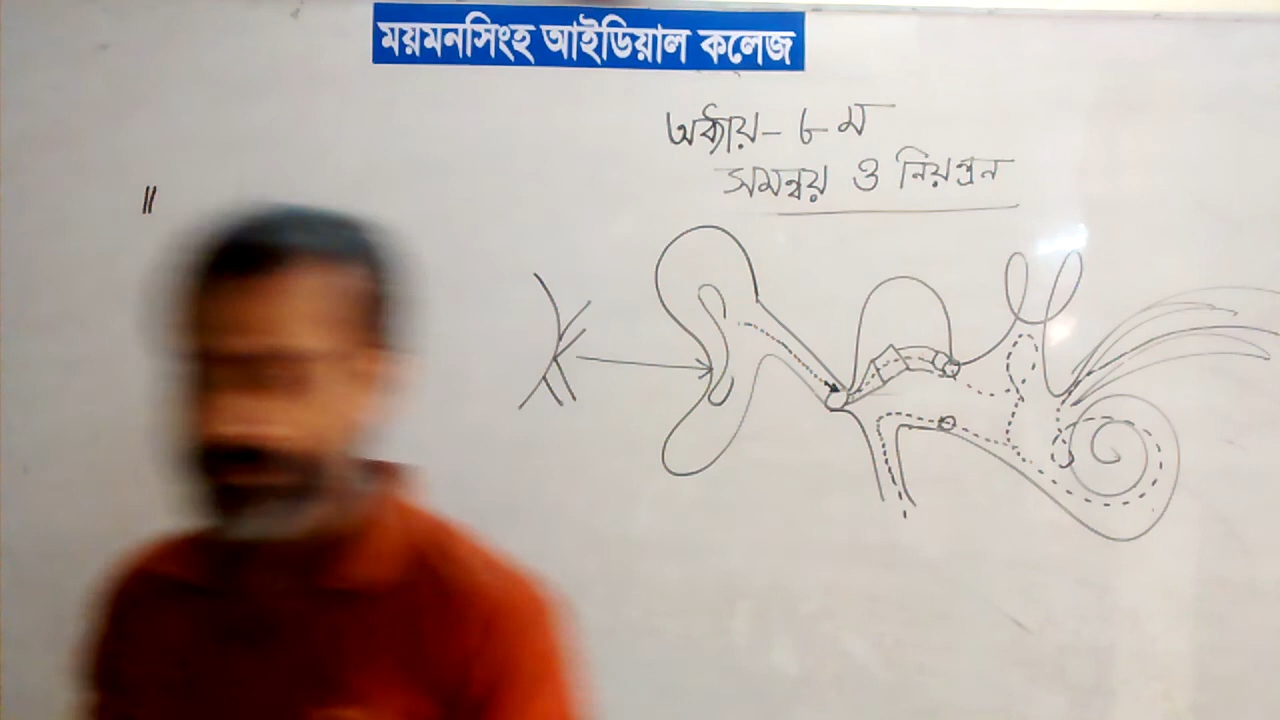 ময়মনসিংহ আইডিয়াল কলেজ
অধ্যায় - ৮ম
সমন্বয় ও নিয়ন্ত্রন